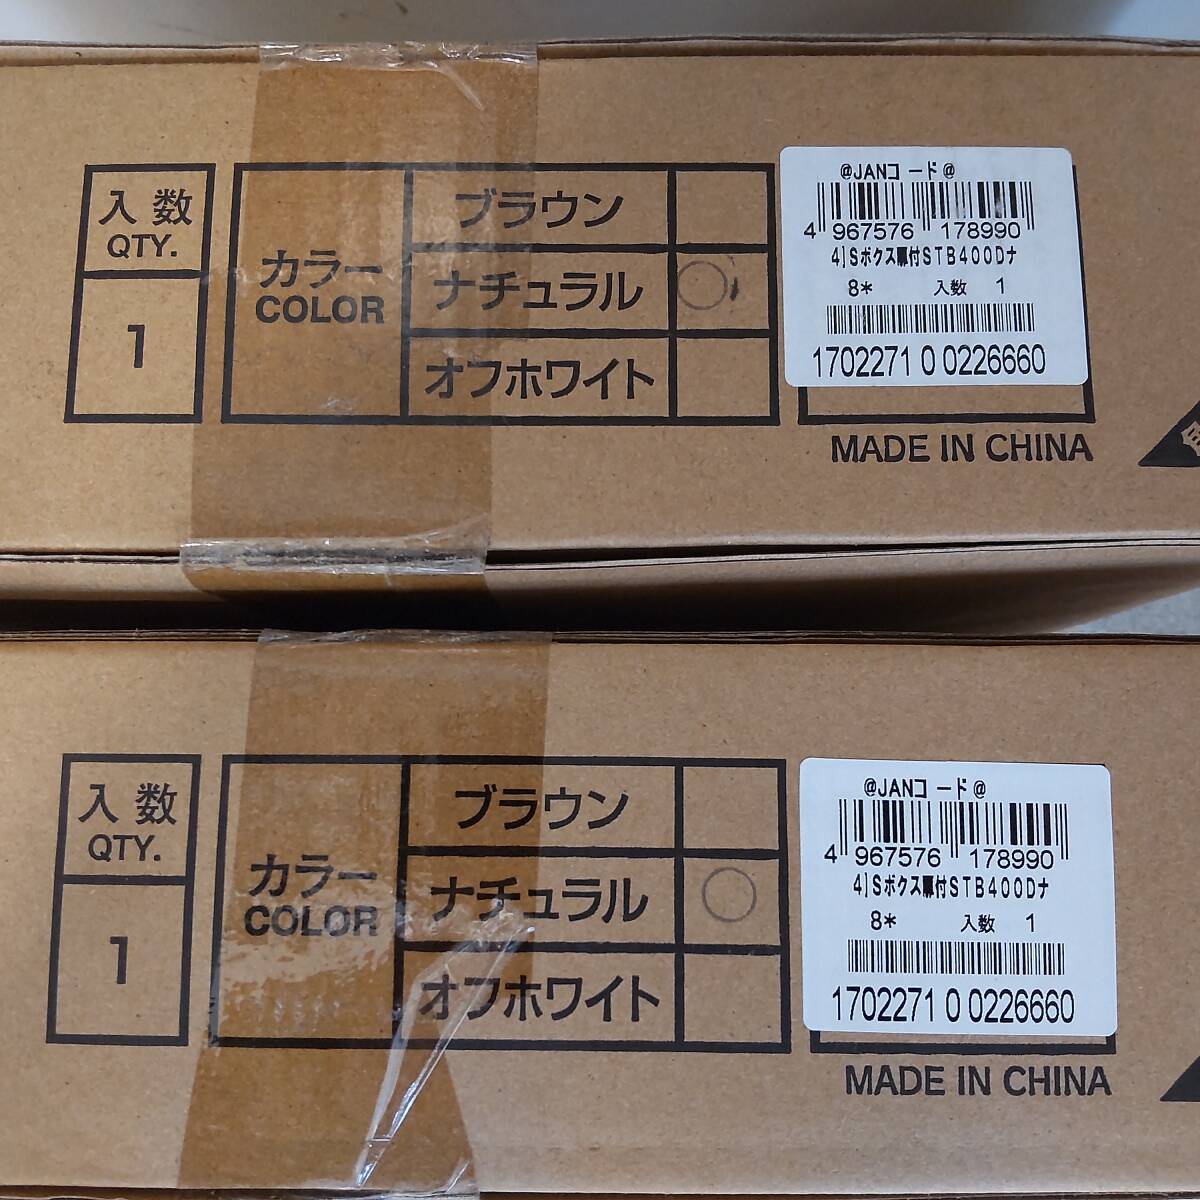 入数
QTY.
1
カラー
COLOR
ブラウン
ナチュラル
オフホワイト
@JANコード@
4 967576 178990
4]Sボクス扉付STB400Dナ
8* 入数 1
1702271 0 0226660
MADE IN CHINA
入数
QTY.
1
カラー
COLOR
ブラウン
ナチュラル
オフホワイト
@JANコード@
4 967576 178990
4]Sボクス扉付STB400Dナ
8* 入数 1
1702271 0 0226660
MADE IN CHINA